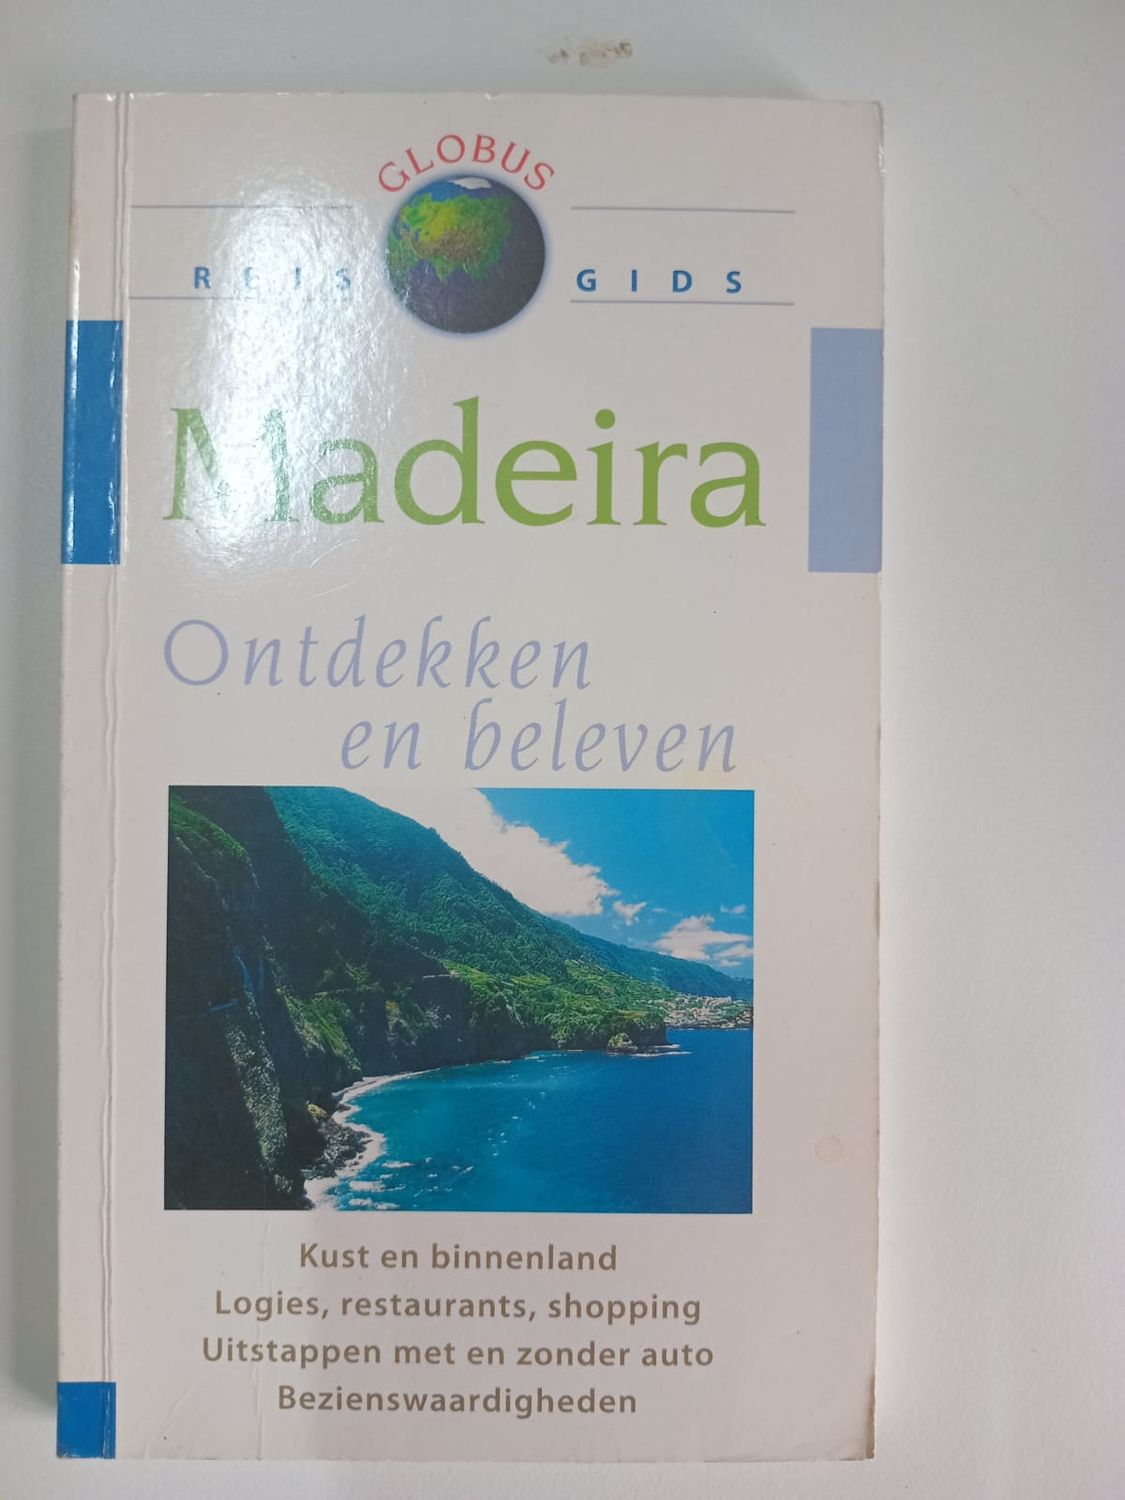 GLOBUS
REIS GIDS
Madeira
Ontdekken
en beleven
Kust en binnenland
Logies, restaurants, shopping
Uitstappen met en zonder auto
Bezienswaardigheden